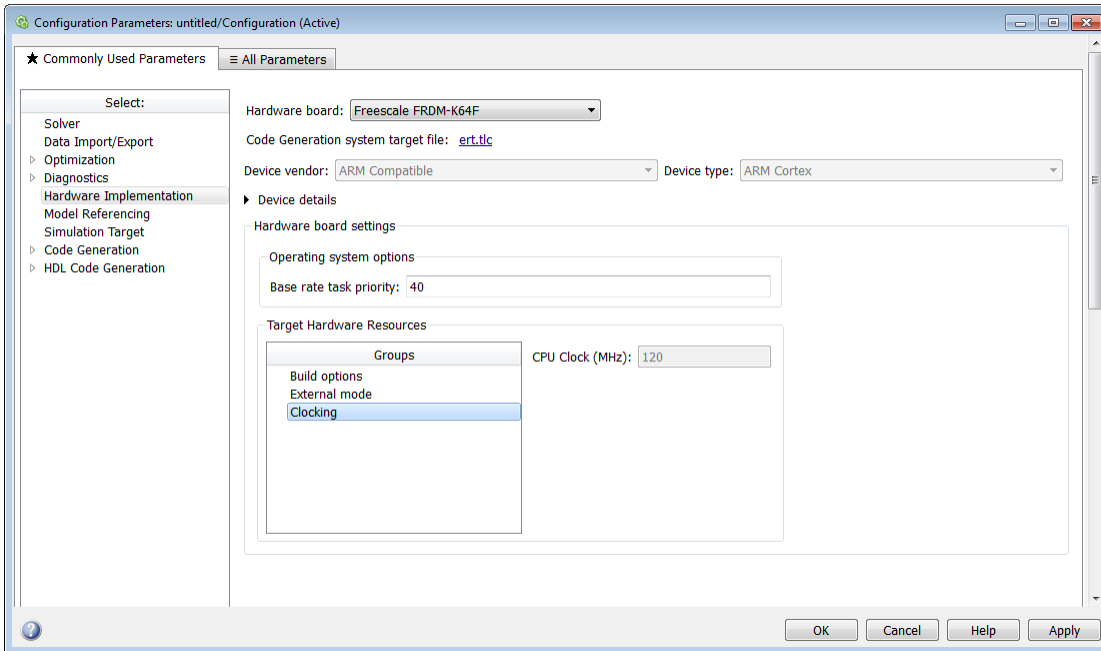 Configuration Parameters: untitled/Configuration (Active)
★ Commonly Used Parameters
≡ All Parameters
Select:
Solver
Data Import/Export
Optimization
Diagnostics
Hardware Implementation
Model Referencing
Simulation Target
Code Generation
HDL Code Generation
Hardware board: Freescale FRDM-K64F
Code Generation system target file: ert.tlc
Device vendor: ARM Compatible Device type: ARM Cortex
Device details
Hardware board settings
Operating system options
Base rate task priority: 40
Target Hardware Resources
Groups
Build options
External mode
Clocking
CPU Clock (MHz): 120
OK Cancel Help Apply